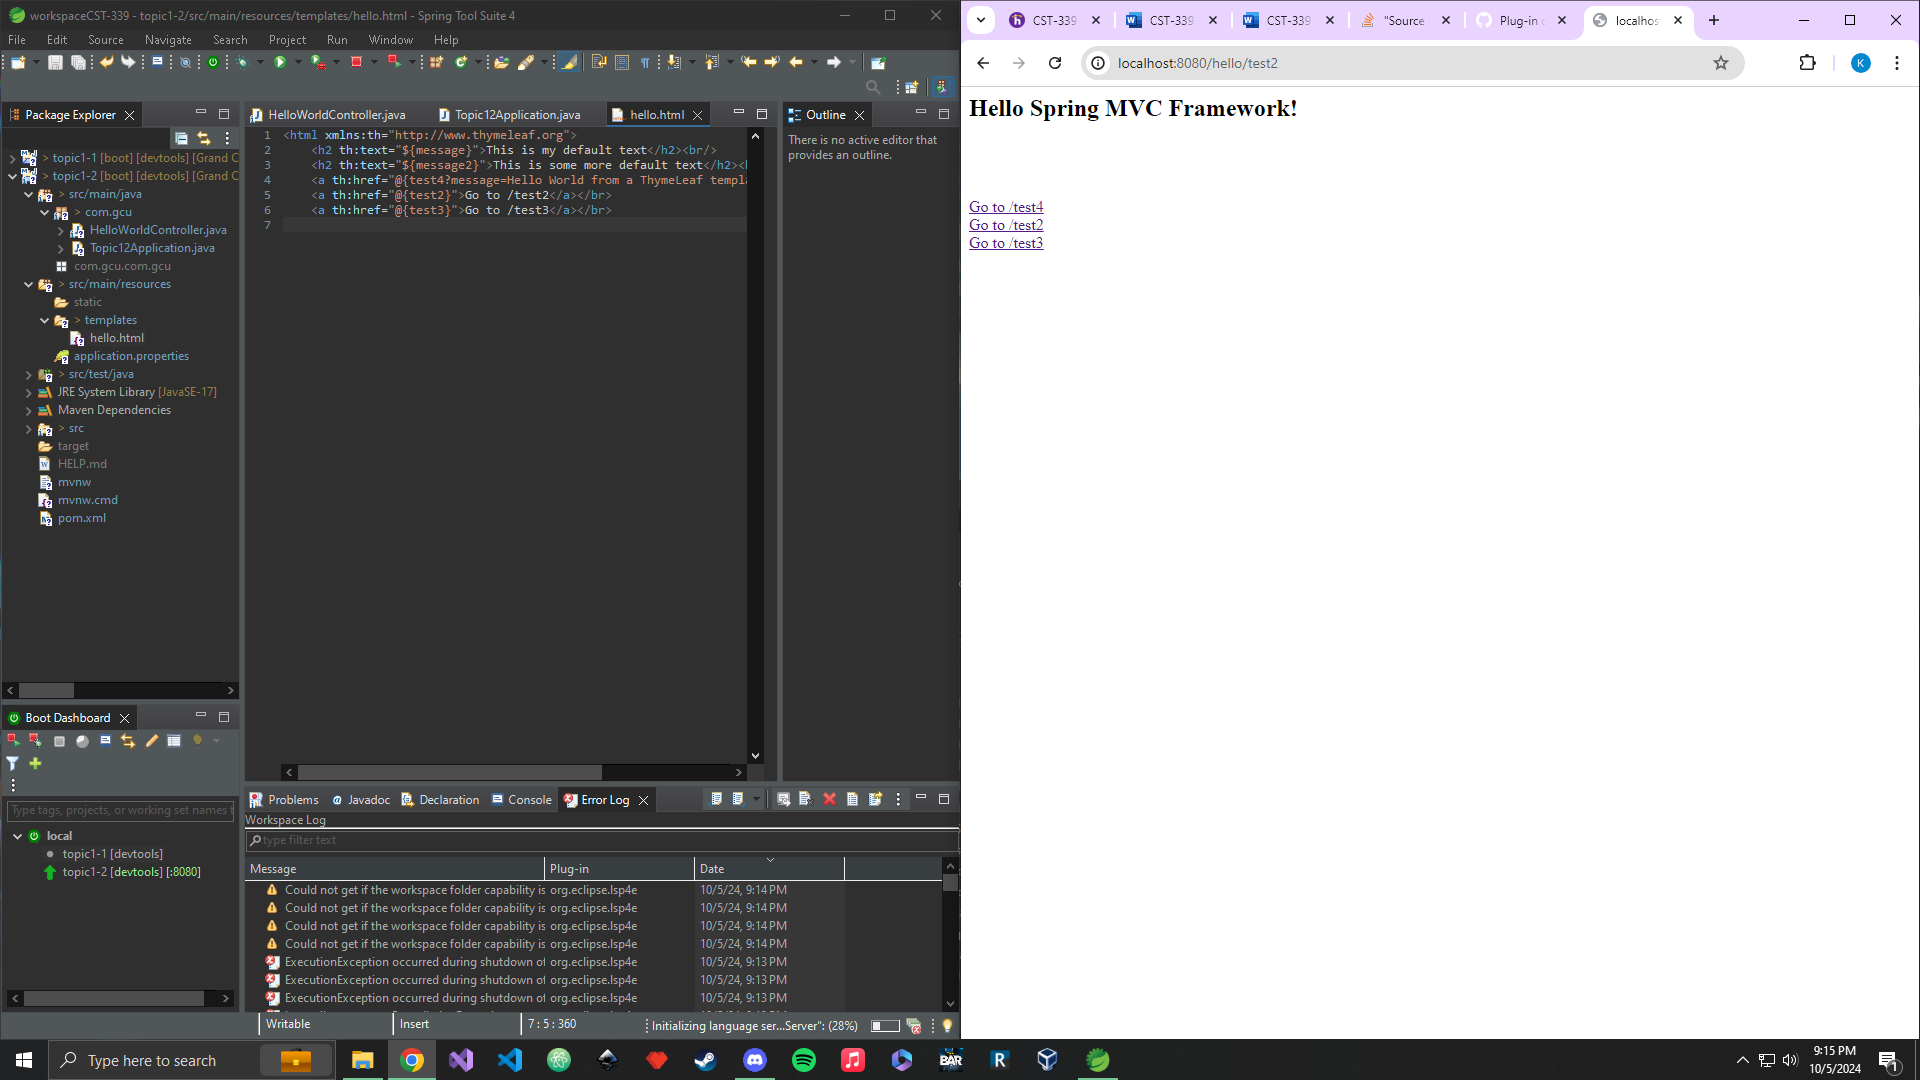 workspaceCST-339 - topic1-2/src/main/resources/templates/hello.html - Spring Tool Suite 4
File Edit Source Navigate Search Project Run Window Help
Package Explorer
> topic1-1 [boot] [devtools] [Grand C
> topic1-2 [boot] [devtools] [Grand C
> src/main/java
> com.gcu
HelloWorldController.java
Topic12Application.java
com.gcu.com.gcu
> src/main/resources
static
> templates
hello.html
application.properties
> src/test/java
JRE System Library [JavaSE-17]
Maven Dependencies
> src
target
HELP.md
mvnw
mvnw.cmd
pom.xml
Boot Dashboard
Type tags, projects, or working set names t
local
topic1-1 [devtools]
topic1-2 [devtools] [:8080]
HelloWorldController.java Topic12Application.java hello.html
1 <html xmlns:th="http://www.thymeleaf.org">
2 <h2 th:text="${message}">This is my default text</h2><br/>
3 <h2 th:text="${message2}">This is some more default text</h2><b
4 <a th:href="@{test4?message=Hello World from a ThymeLeaf templa
5 <a th:href="@{test2}">Go to /test2</a></br>
6 <a th:href="@{test3}">Go to /test3</a></br>
7
Outline
There is no active editor that
provides an outline.
Problems Javadoc Declaration Console Error Log
Workspace Log
type filter text
Message Plug-in Date
Could not get if the workspace folder capability is org.eclipse.lsp4e 10/5/24, 9:14 PM
Could not get if the workspace folder capability is org.eclipse.lsp4e 10/5/24, 9:14 PM
Could not get if the workspace folder capability is org.eclipse.lsp4e 10/5/24, 9:14 PM
Could not get if the workspace folder capability is org.eclipse.lsp4e 10/5/24, 9:14 PM
ExecutionException occurred during shutdown of org.eclipse.lsp4e 10/5/24, 9:13 PM
ExecutionException occurred during shutdown of org.eclipse.lsp4e 10/5/24, 9:13 PM
ExecutionException occurred during shutdown of org.eclipse.lsp4e 10/5/24, 9:13 PM
Writable Insert 7 : 5 : 360 Initializing language ser...Server": (28%)
CST-339 CST-339 CST-339 "Source Plug-in localhos
localhost:8080/hello/test2
K
Hello Spring MVC Framework!
Go to /test4
Go to /test2
Go to /test3
Type here to search
BAR
R
9:15 PM
10/5/2024
1